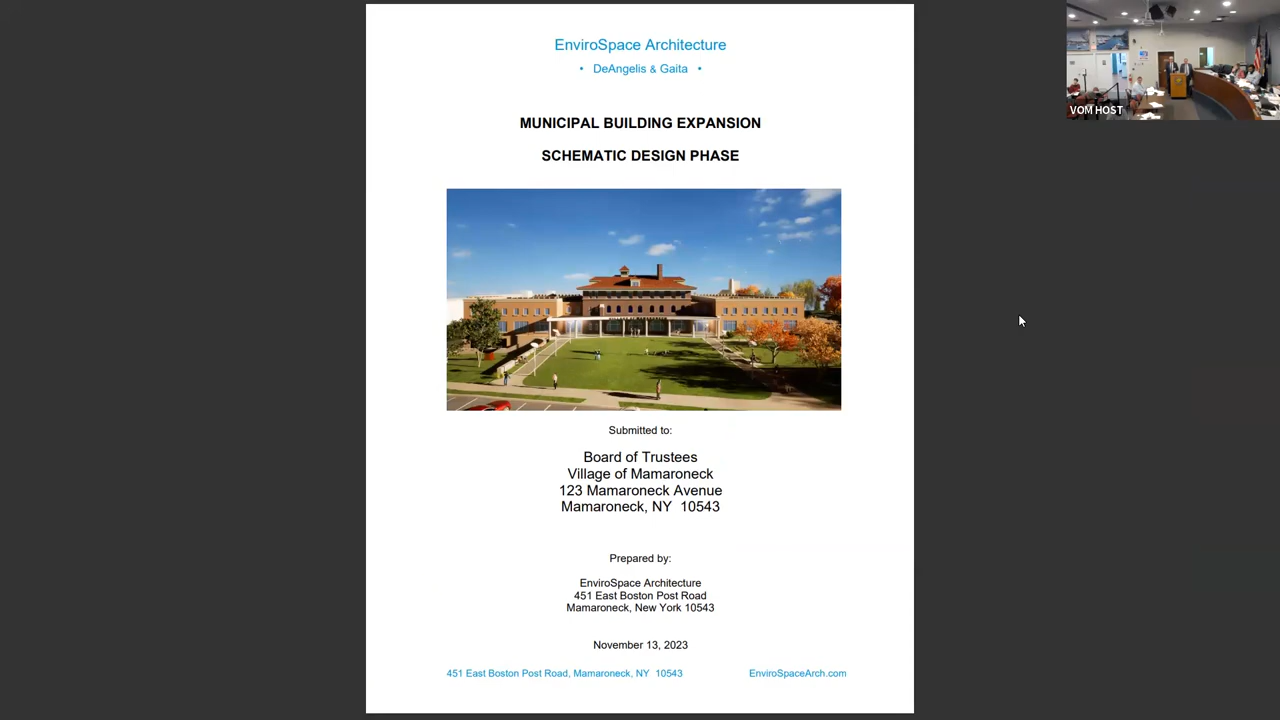 EnviroSpace Architecture
• DeAngelis & Gaita •
MUNICIPAL BUILDING EXPANSION
SCHEMATIC DESIGN PHASE
Submitted to:
Board of Trustees
Village of Mamaroneck
123 Mamaroneck Avenue
Mamaroneck, NY 10543
Prepared by:
EnviroSpace Architecture
451 East Boston Post Road
Mamaroneck, New York 10543
November 13, 2023
451 East Boston Post Road, Mamaroneck, NY 10543
EnviroSpaceArch.com
VOM HOST